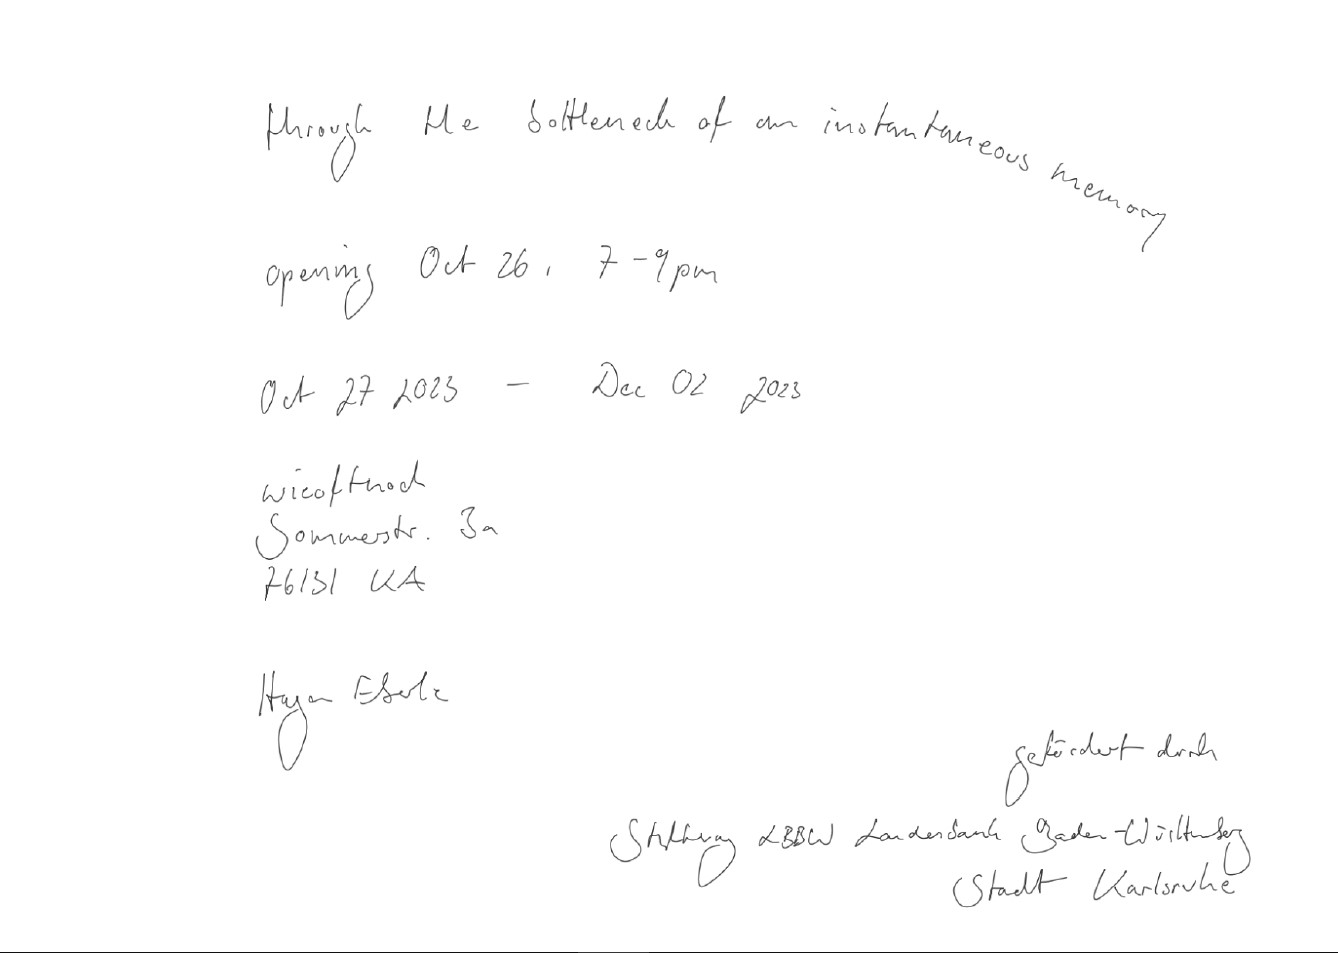 through the bottleneck of an instantaneous memory
opening Oct 26, 7-9pm
Oct 27 2023 - Dec 02 2023
wieoftnoch
Sommerstr. 3a
76131 KA
Hagen Eberle
gefördert durch
Stiftung LBBW Landesbank Baden-Württemberg
Stadt Karlsruhe